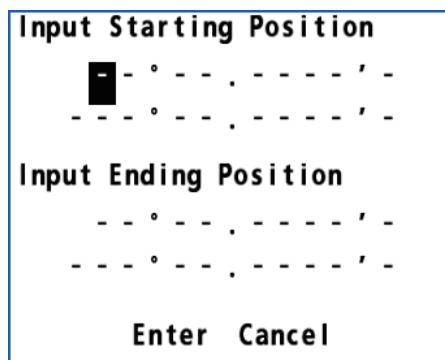 Input Starting Position
--°--.----'-
---°--.----'-
Input Ending Position
--°--.----'-
---°--.----'-
Enter Cancel